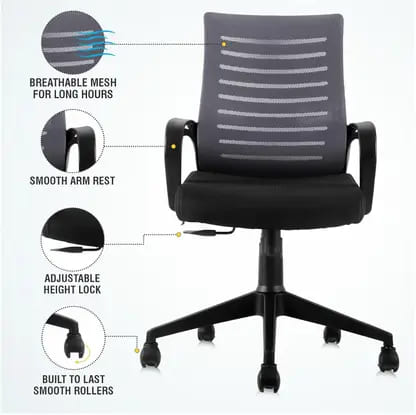 BREATHABLE MESH
FOR LONG HOURS
SMOOTH ARM REST
ADJUSTABLE
HEIGHT LOCK
BUILT TO LAST
SMOOTH ROLLERS